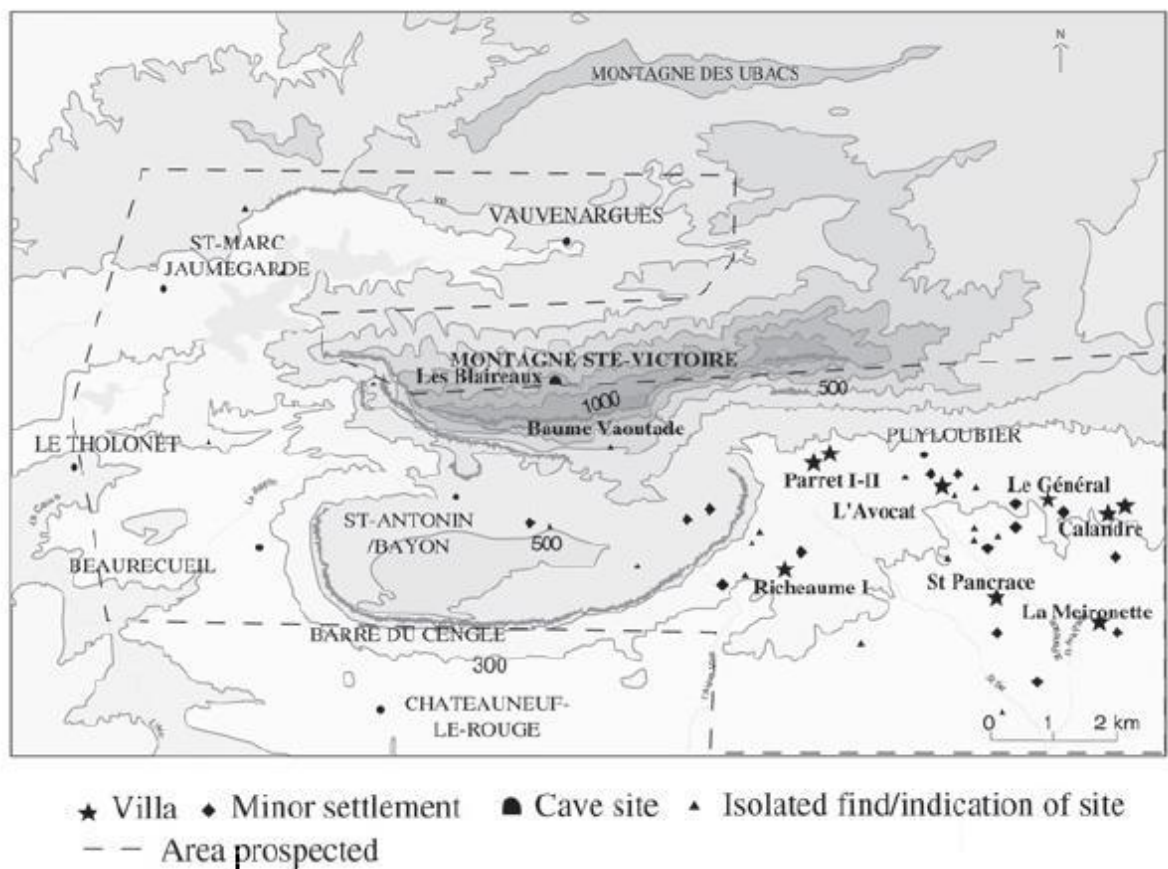 N
MONTAGNE DES UBACS
VAUVENARGUES
ST-MARC
JAUMEGARDE
MONTAGNE STE-VICTOIRE
Les Blaireaux
500
1000
Baume Vaoutade
LE THOLONET
PUYLOUBIER
Parret I-II
Le Général
L'Avocat
Calandre
ST-ANTONIN
/BAYON
500
BEAURECUEIL
Richeaume I
St Pancrace
La Meironette
BARRE DU CENGLE
300
CHATEAUNEUF-
LE-ROUGE
0 1 2 km
Villa
Minor settlement
Cave site
Isolated find/indication of site
Area prospected